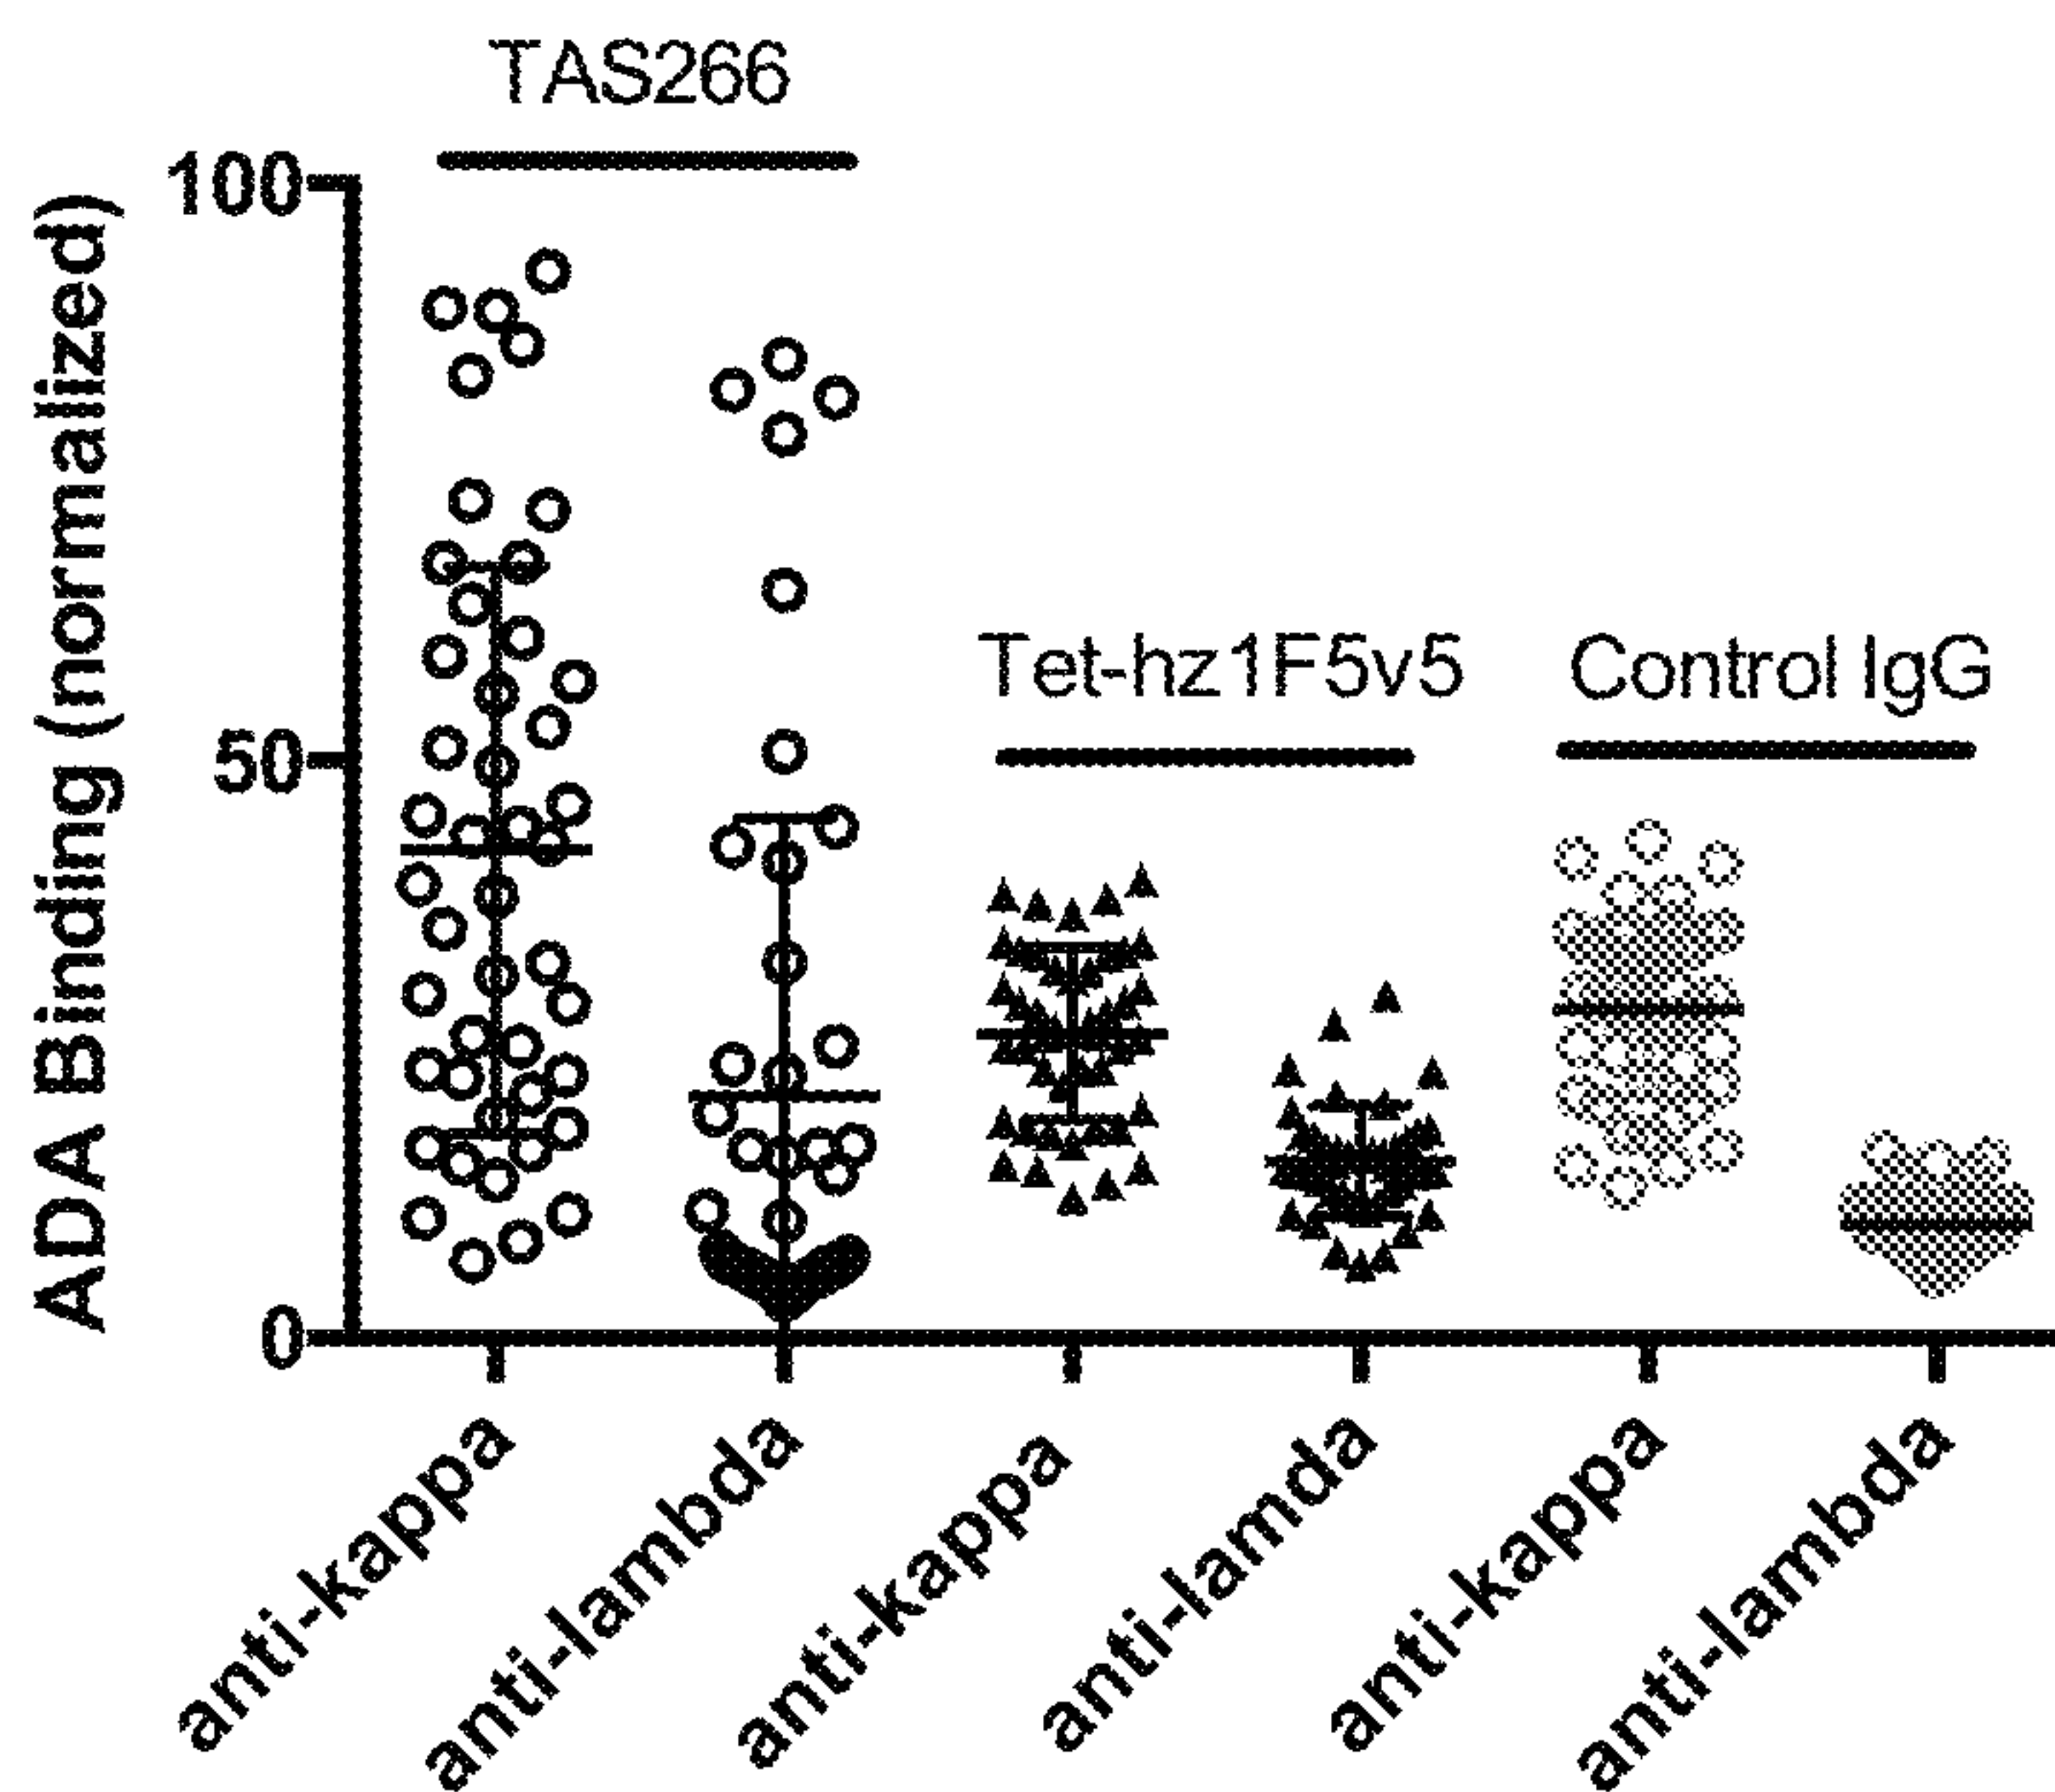 TAS266
100
50
0
ADA Binding (normalized)
Tet-hz1F5v5
Control IgG
anti-kappa
anti-lambda
anti-kappa
anti-lamda
anti-kappa
anti-lambda